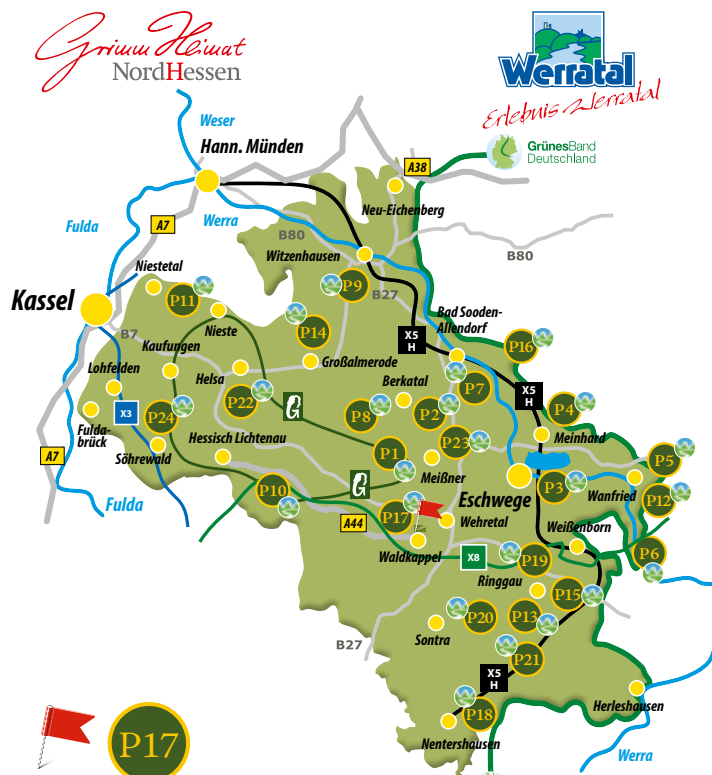 Grimm Heimat
NordHessen
Werratal
Erlebnis Werratal
GrünesBand
Deutschland
Weser
Hann. Münden
A38
Neu-Eichenberg
Fulda
A7
Werra
B80
B80
Witzenhausen
Niestetal
P11
P9
B27
Kassel
Nieste
P14
Bad Sooden-
Allendorf
B7
Kaufungen
X5
H
P16
Großalmerode
Lohfelden
Helsa
P7
X5
H
Berkatal
X3
P24
P22
P8
P2
P4
Fulda-
brück
Söhrewald
Hessisch Lichtenau
P1
P23
Meinhard
A7
Meißner
P5
Fulda
P10
Eschwege
P3
Wanfried
P12
A44
P17
Wehretal
Weißenborn
Waldkappel
X8
P19
P6
Ringgau
P15
P20
P13
Sontra
B27
P21
X5
H
P18
Herleshausen
Nentershausen
P17
Werra